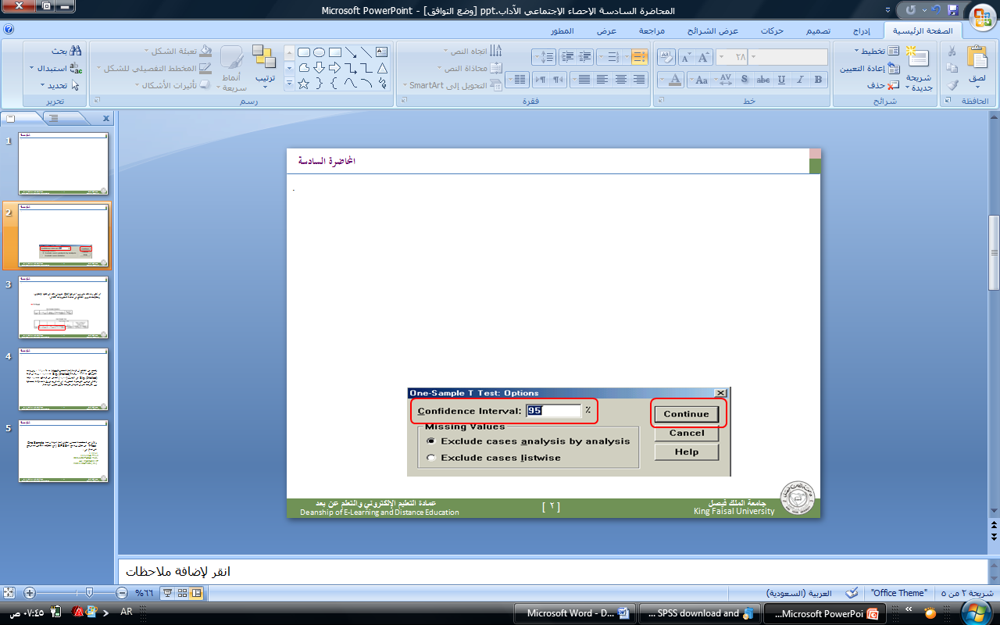 المحاضرة السادسة الإحصاء الإجتماعي الآداب.ppt [وضع التوافق] - Microsoft PowerPoint
الصفحة الرئيسية إدراج تصميم حركات عرض الشرائح مراجعة عرض المطور
لصق
الحافظة
شريحة جديدة
تخطيط
إعادة التعيين
حذف
شرائح
٢٨
B I U abc S AV Aa A
خط
اتجاه النص
محاذاة النص
التحويل إلى SmartArt
فقرة
ترتيب
أنماط سريعة
تعبئة الشكل
المخطط التفصيلي للشكل
تأثيرات الأشكال
رسم
بحث
استبدال
تحديد
تحرير
1
2
3
4
5
المحاضرة السادسة
One-Sample T Test: Options
Confidence Interval: 95 %
Continue
Missing Values
Cancel
Exclude cases analysis by analysis
Help
Exclude cases listwise
جامعة الملك فيصل
King Faisal University
[ ٢ ]
عمادة التعليم الإلكتروني والتعلم عن بعد
Deanship of E-Learning and Distance Education
انقر لإضافة ملاحظات
شريحة ٢ من ٥ "Office Theme" العربية (السعودية) ٦٦%
Microsoft PowerPoi...
SPSS download and ...
Microsoft Word - D...
AR
٠٧:٤٥ ص